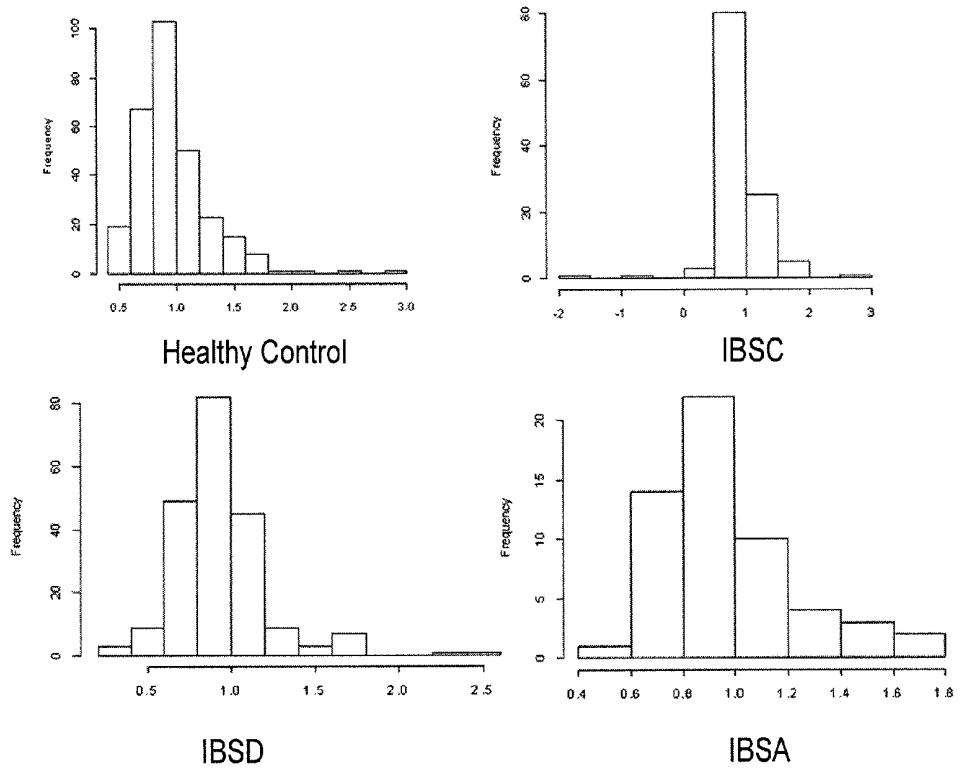 Frequency
0 20 40 60 80 100
0.5 1.0 1.5 2.0 2.5 3.0
Healthy Control
Frequency
0 20 40 60 80
-2 -1 0 1 2 3
IBSC
Frequency
0 20 40 60 80
0.5 1.0 1.5 2.0 2.5
IBSD
Frequency
0 5 10 15 20
0.4 0.6 0.8 1.0 1.2 1.4 1.6 1.8
IBSA